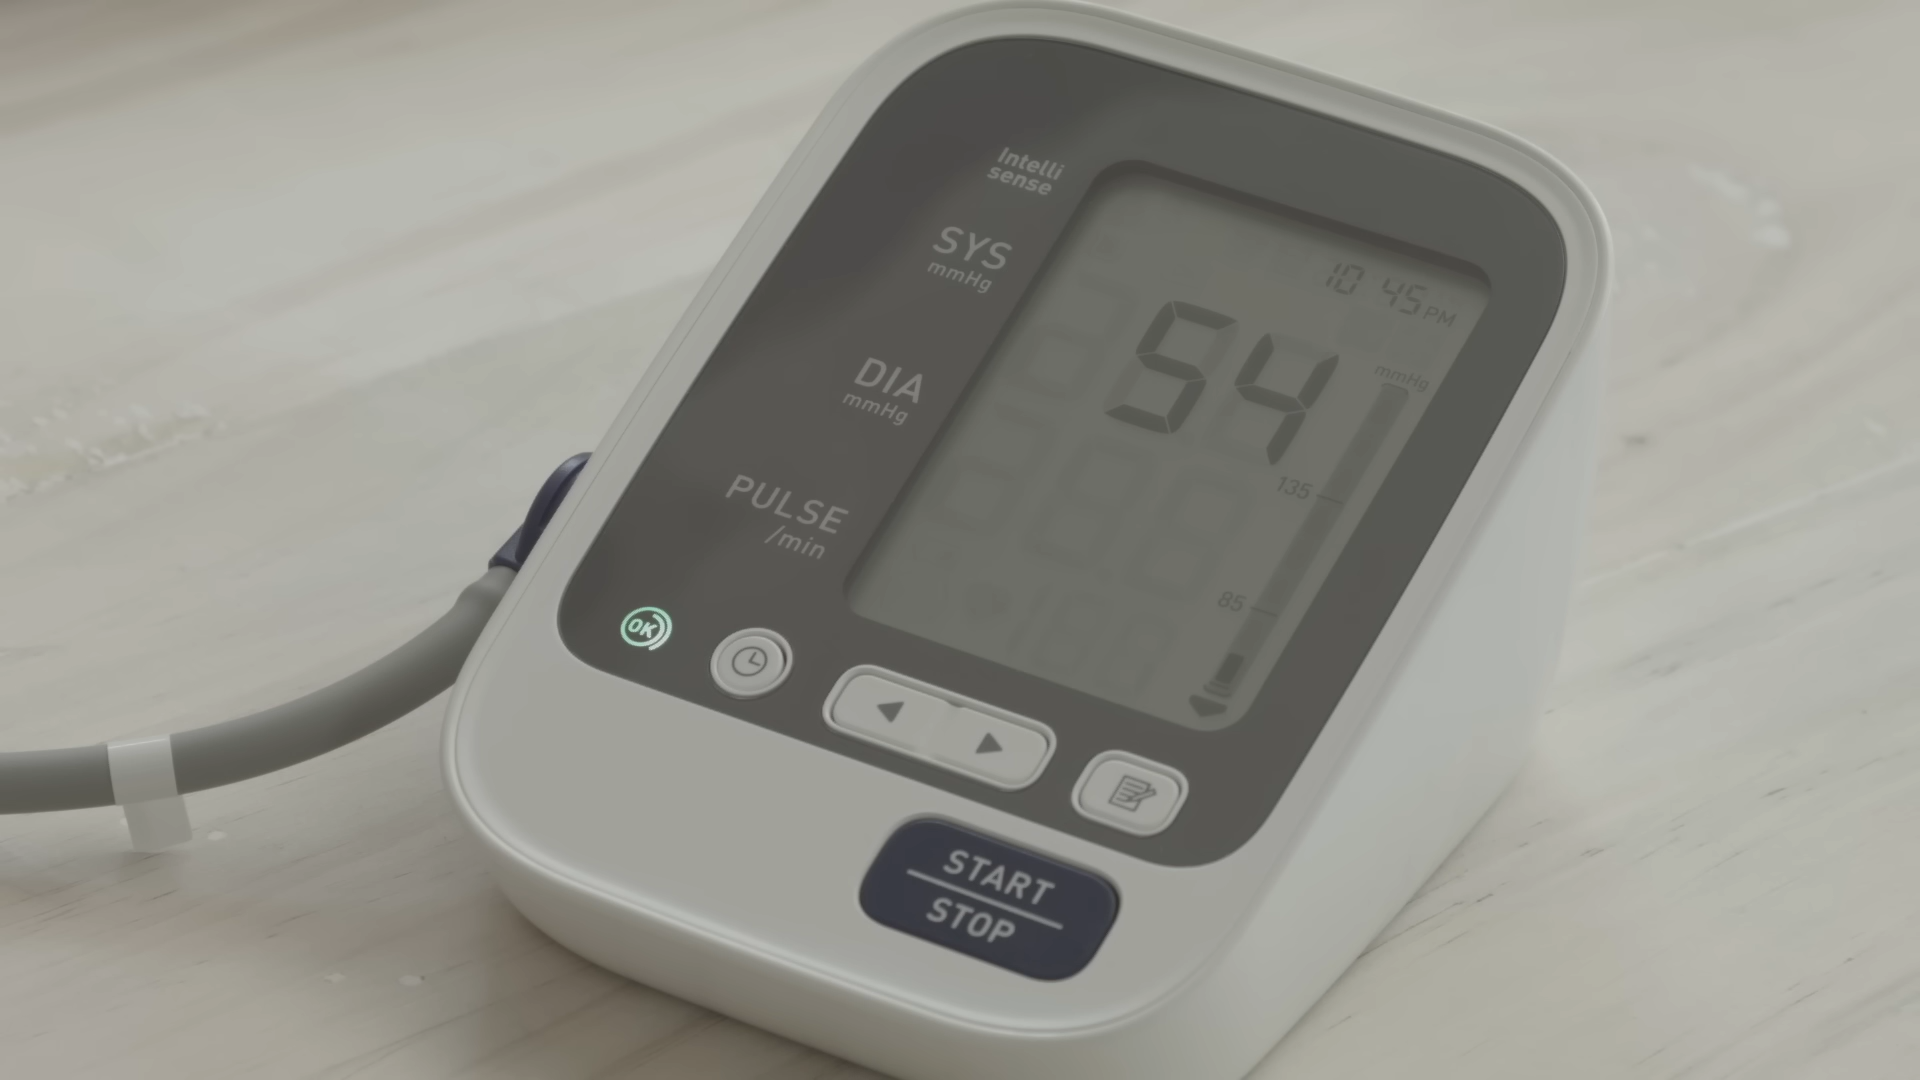 Intelli
sense
SYS
mmHg
10 45 PM
54
mmHg
DIA
mmHg
135
PULSE
/min
85
OK
START
STOP